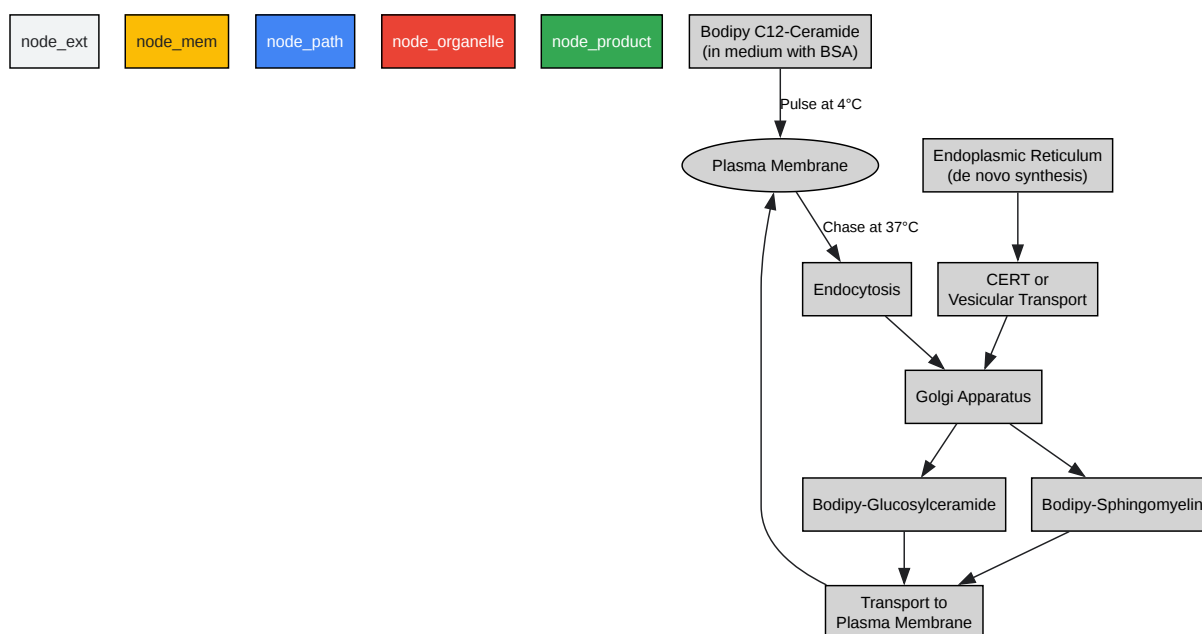 node_ext
node_mem
node_path
node_organelle
node_product
Bodipy C12-Ceramide
(in medium with BSA)
Pulse at 4°C
Plasma Membrane
Endoplasmic Reticulum
(de novo synthesis)
Chase at 37°C
Endocytosis
CERT or
Vesicular Transport
Golgi Apparatus
Bodipy-Glucosylceramide
Bodipy-Sphingomyelin
Transport to
Plasma Membrane